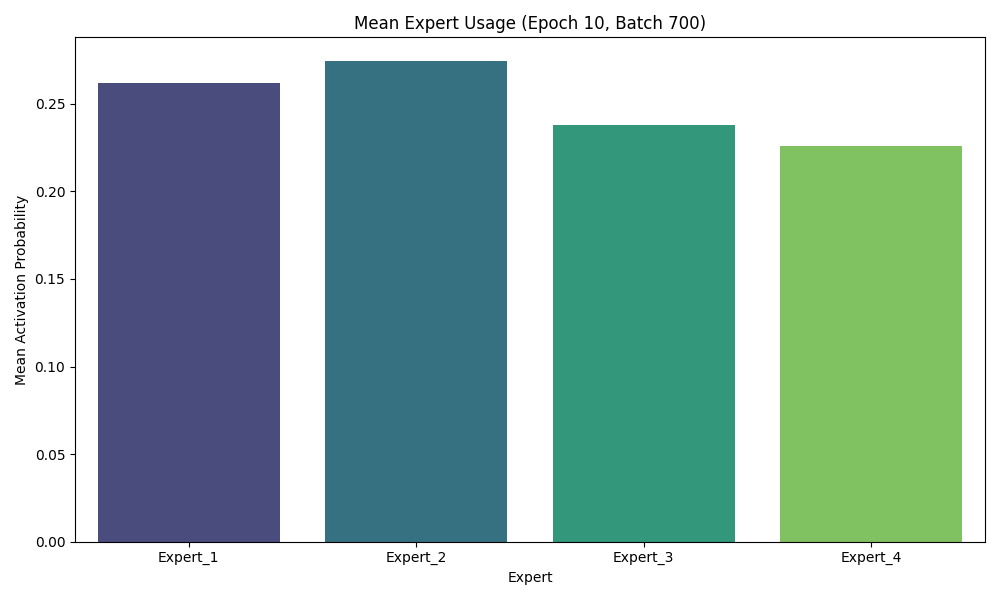 Mean Expert Usage (Epoch 10, Batch 700)
Mean Activation Probability
0.25
0.20
0.15
0.10
0.05
0.00
Expert_1 Expert_2 Expert_3 Expert_4
Expert